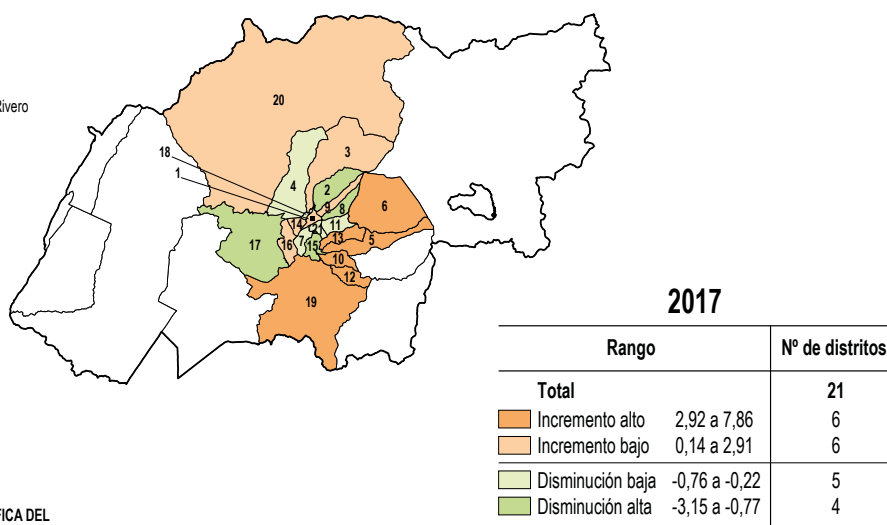 Rivero
20
18
3
1
4
2
9
8
6
14
21
11
13
5
17
16
7
15
10
12
19
2017
Rango Nº de distritos
Total 21
Incremento alto 2,92 a 7,86 6
Incremento bajo 0,14 a 2,91 6
Disminución baja -0,76 a -0,22 5
Disminución alta -3,15 a -0,77 4
FICA DEL